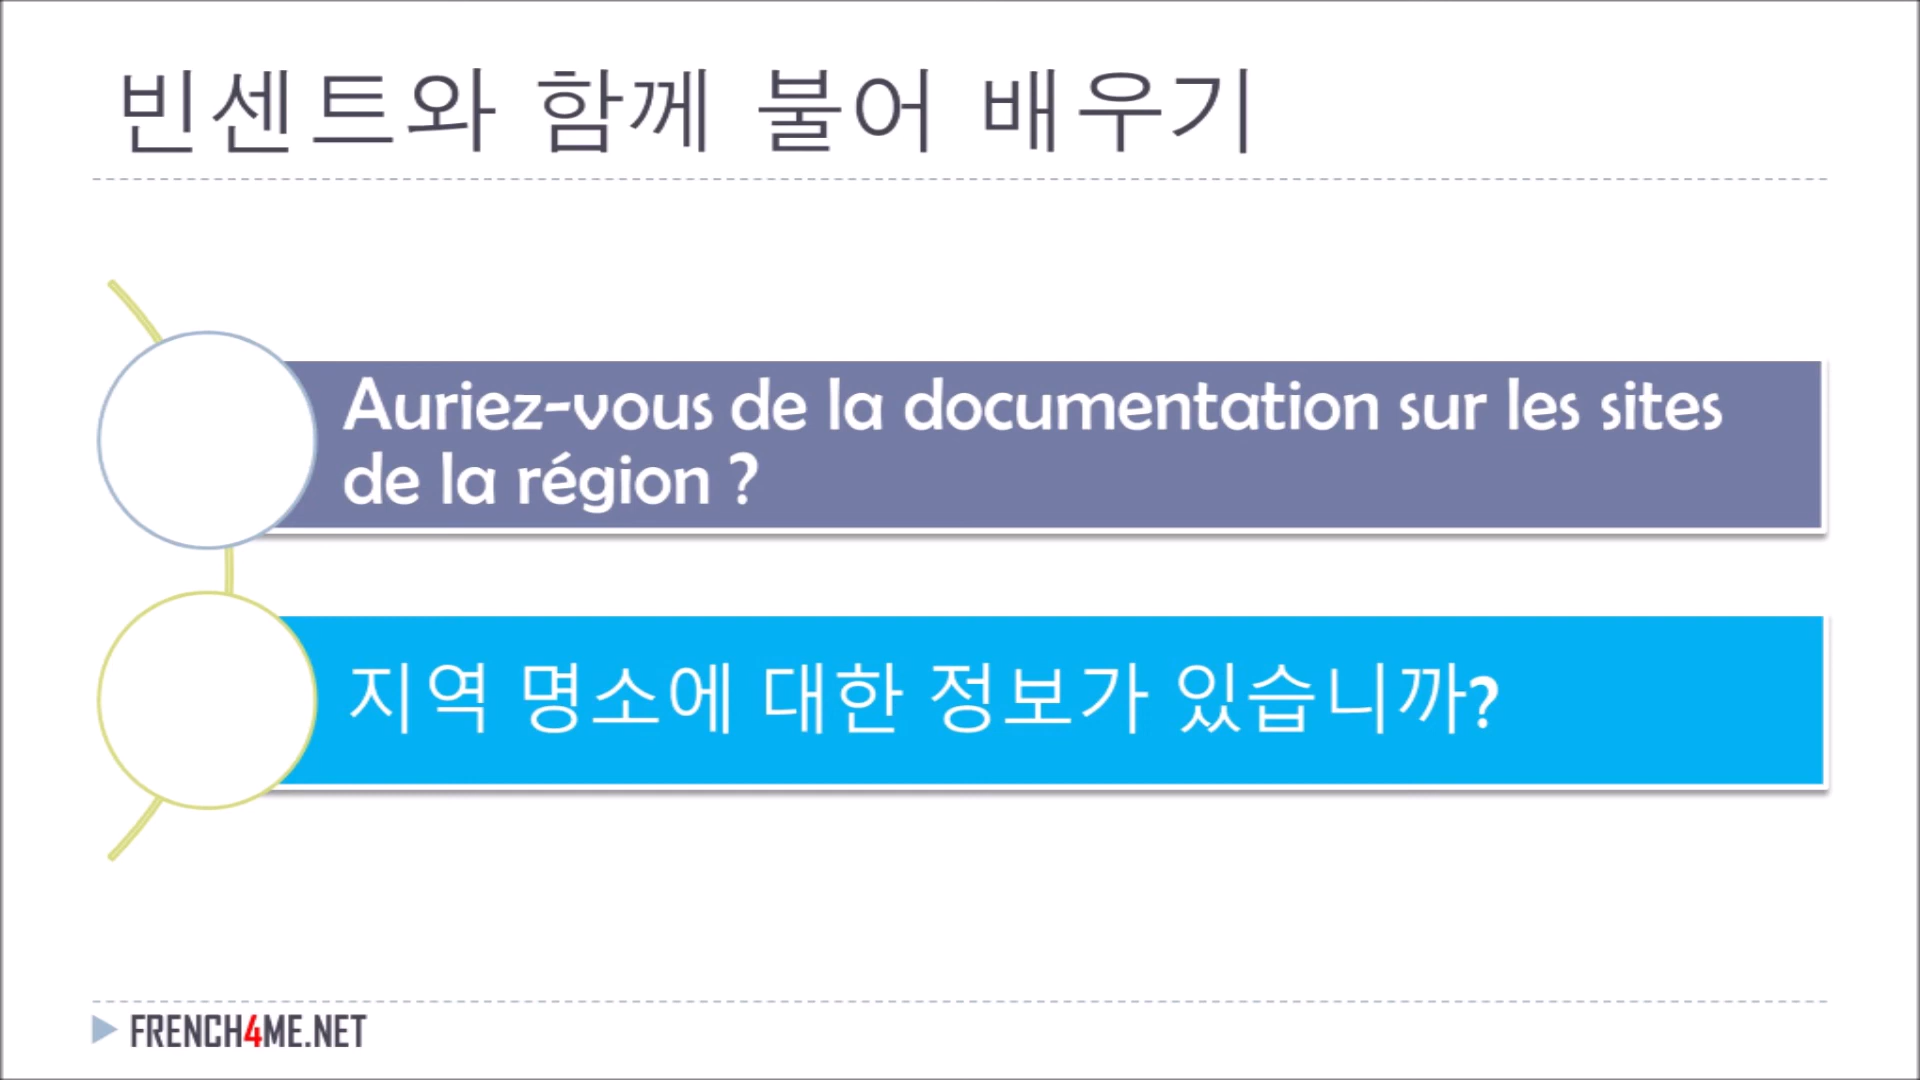 빈센트와 함께 불어 배우기
Auriez-vous de la documentation sur les sites
de la région ?
지역 명소에 대한 정보가 있습니까?
FRENCH4ME.NET